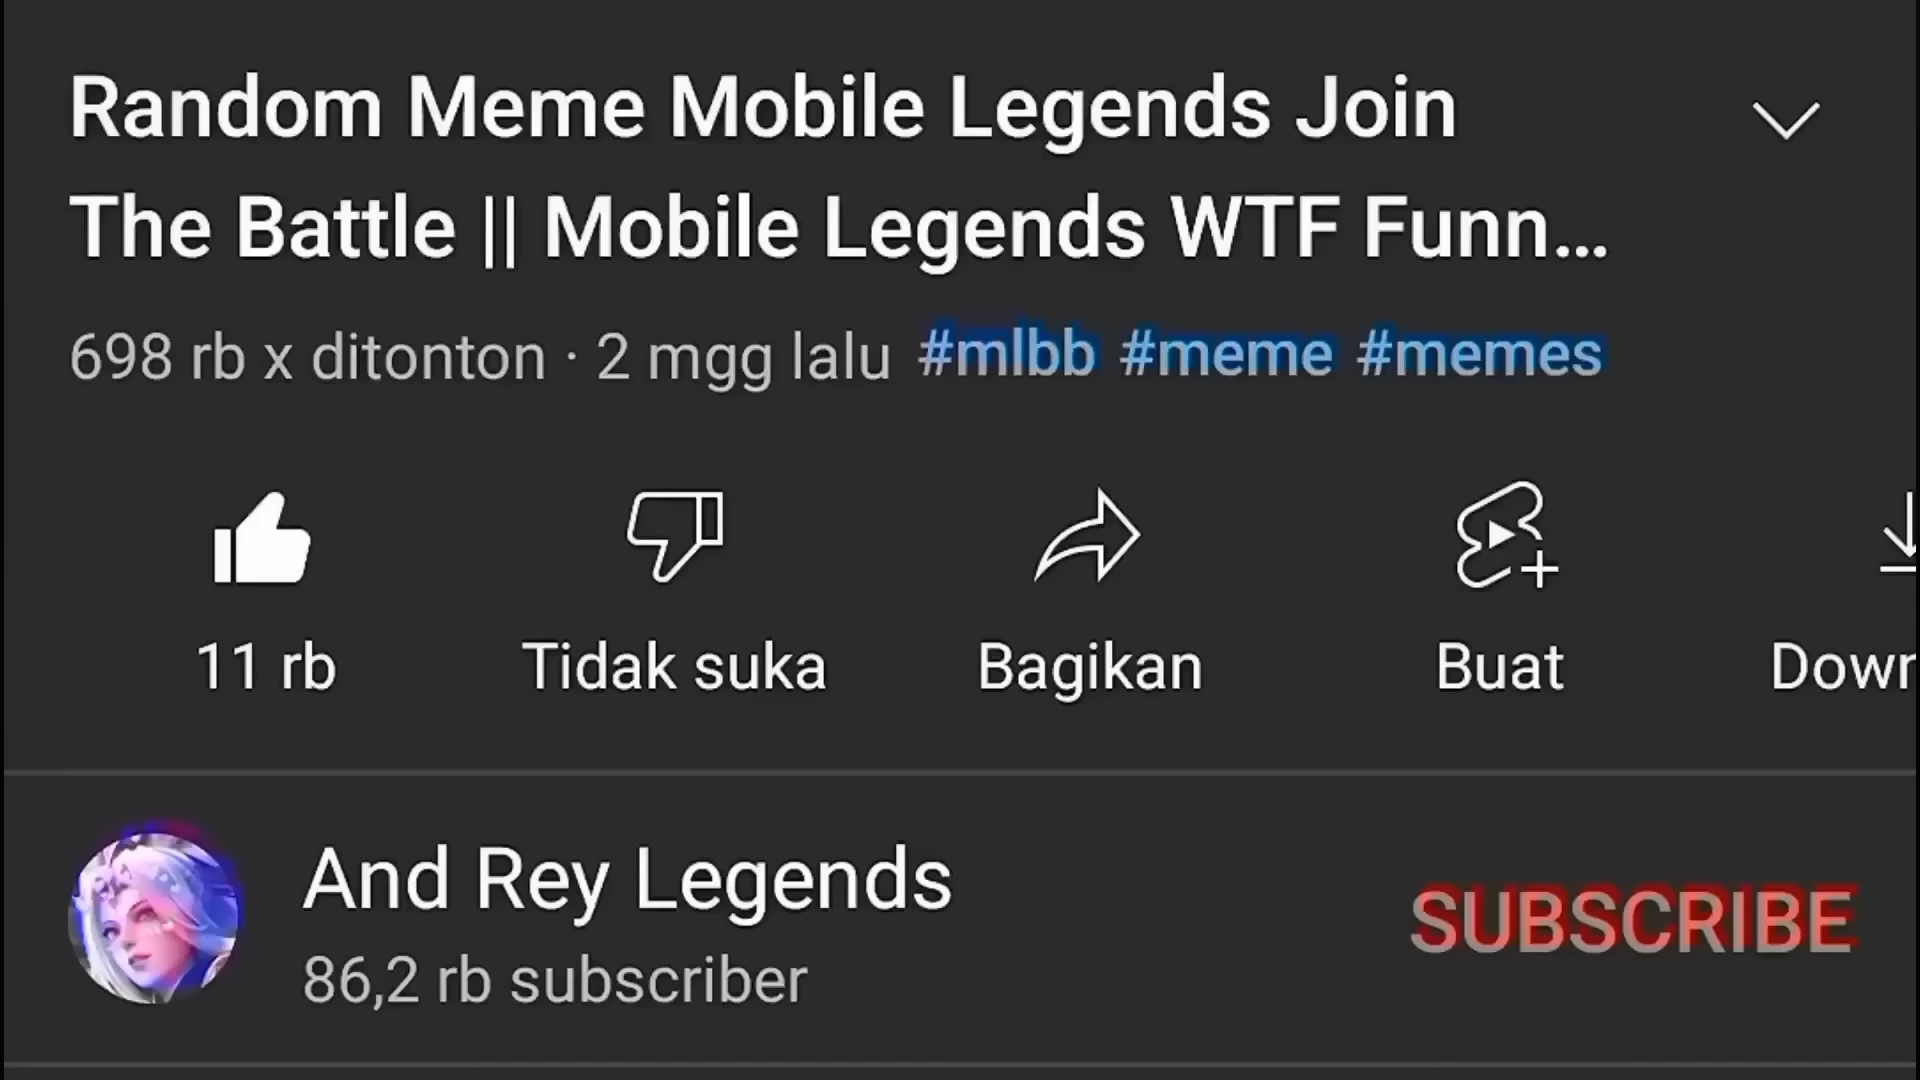 Random Meme Mobile Legends Join
The Battle || Mobile Legends WTF Funn...
698 rb x ditonton · 2 mgg lalu #mlbb #meme #memes
11 rb Tidak suka Bagikan Buat
And Rey Legends
86,2 rb subscriber
SUBSCRIBE